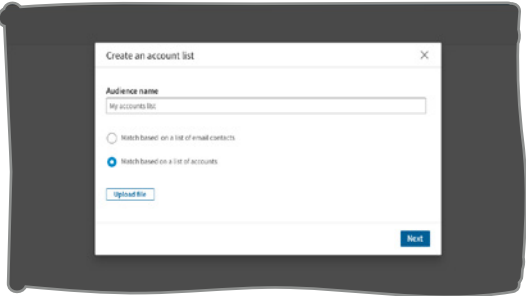 Create an account list
Audience name
My accounts list
Match based on a list of email contacts
Match based on a list of accounts
Upload file
Next